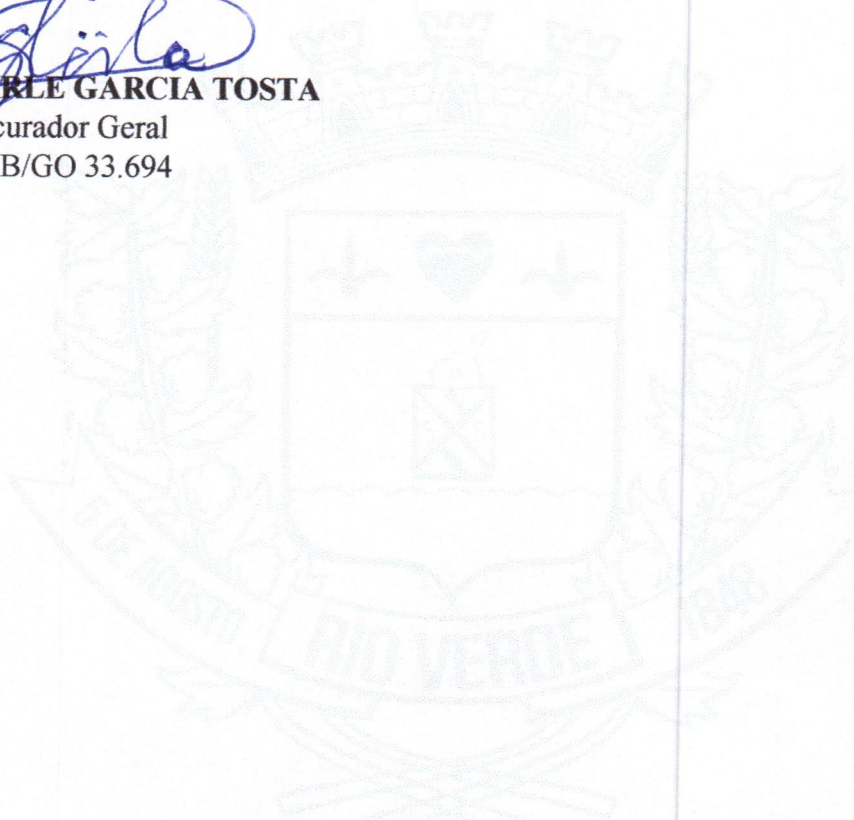 RLE GARCIA TOSTA
curador Geral
B/GO 33.694
5 DE AGOSTO
RIO VERDE
1848